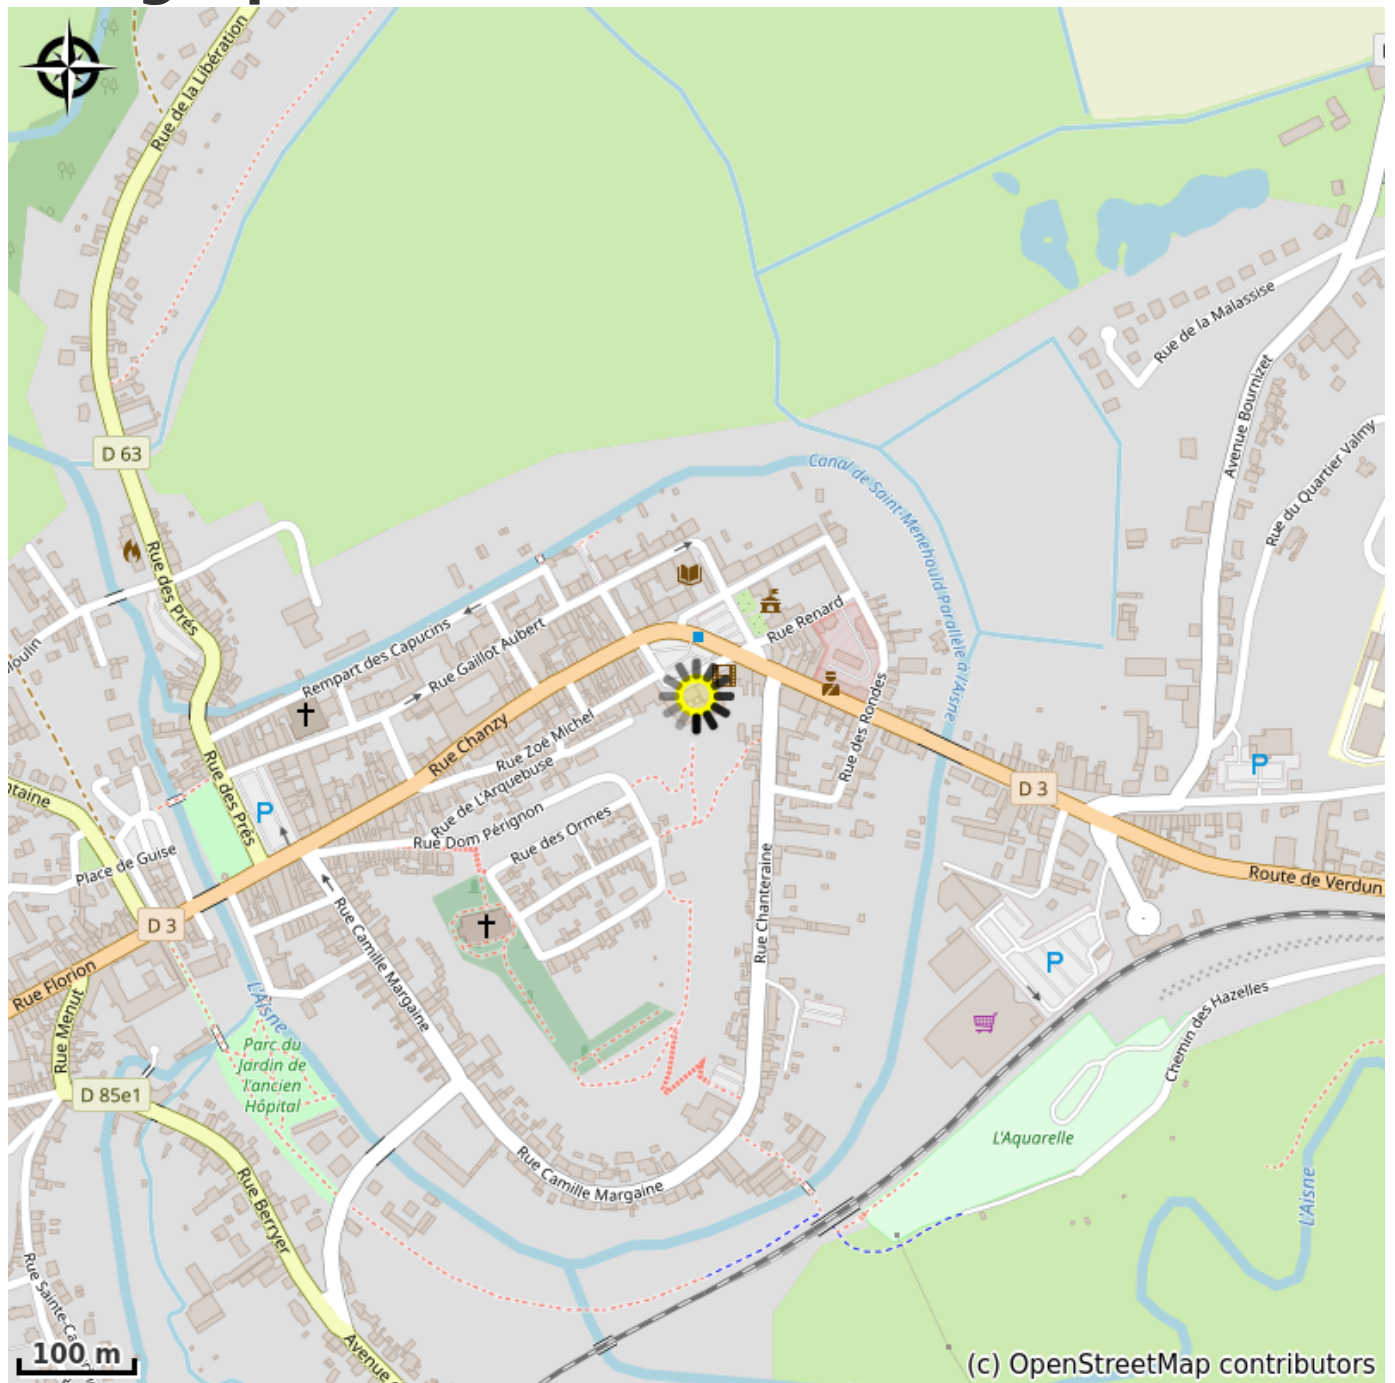 Rue de la Libération
Rue de la Malassise
Avenue Bournizet
Rue du Quartier Valmy
D 63
Canal de Saint-Menehould Parallèle à l'Aisne
Rue des Prés
Rue Renard
Rempart des Capucins
Rue Gaillot Aubert
Rue Chanzy
Rue Zoé Michel
Rue de L'Arquebuse
Rue des Rondes
Rue des Prés
P
P
D 3
Rue Dom Pérignon
Rue des Ormes
Place de Guise
Rue Chanteraine
Route de Verdun
D 3
Rue Camille Margaine
P
Rue Florion
L'Aisne
Rue Menut
Chemin des Hazelles
Parc du
Jardin de
l'ancien
Hôpital
D 85e1
L'Aquarelle
Rue Camille Margaine
L'Aisne
Rue Berryer
Avenue
100 m
(c) OpenStreetMap contributors